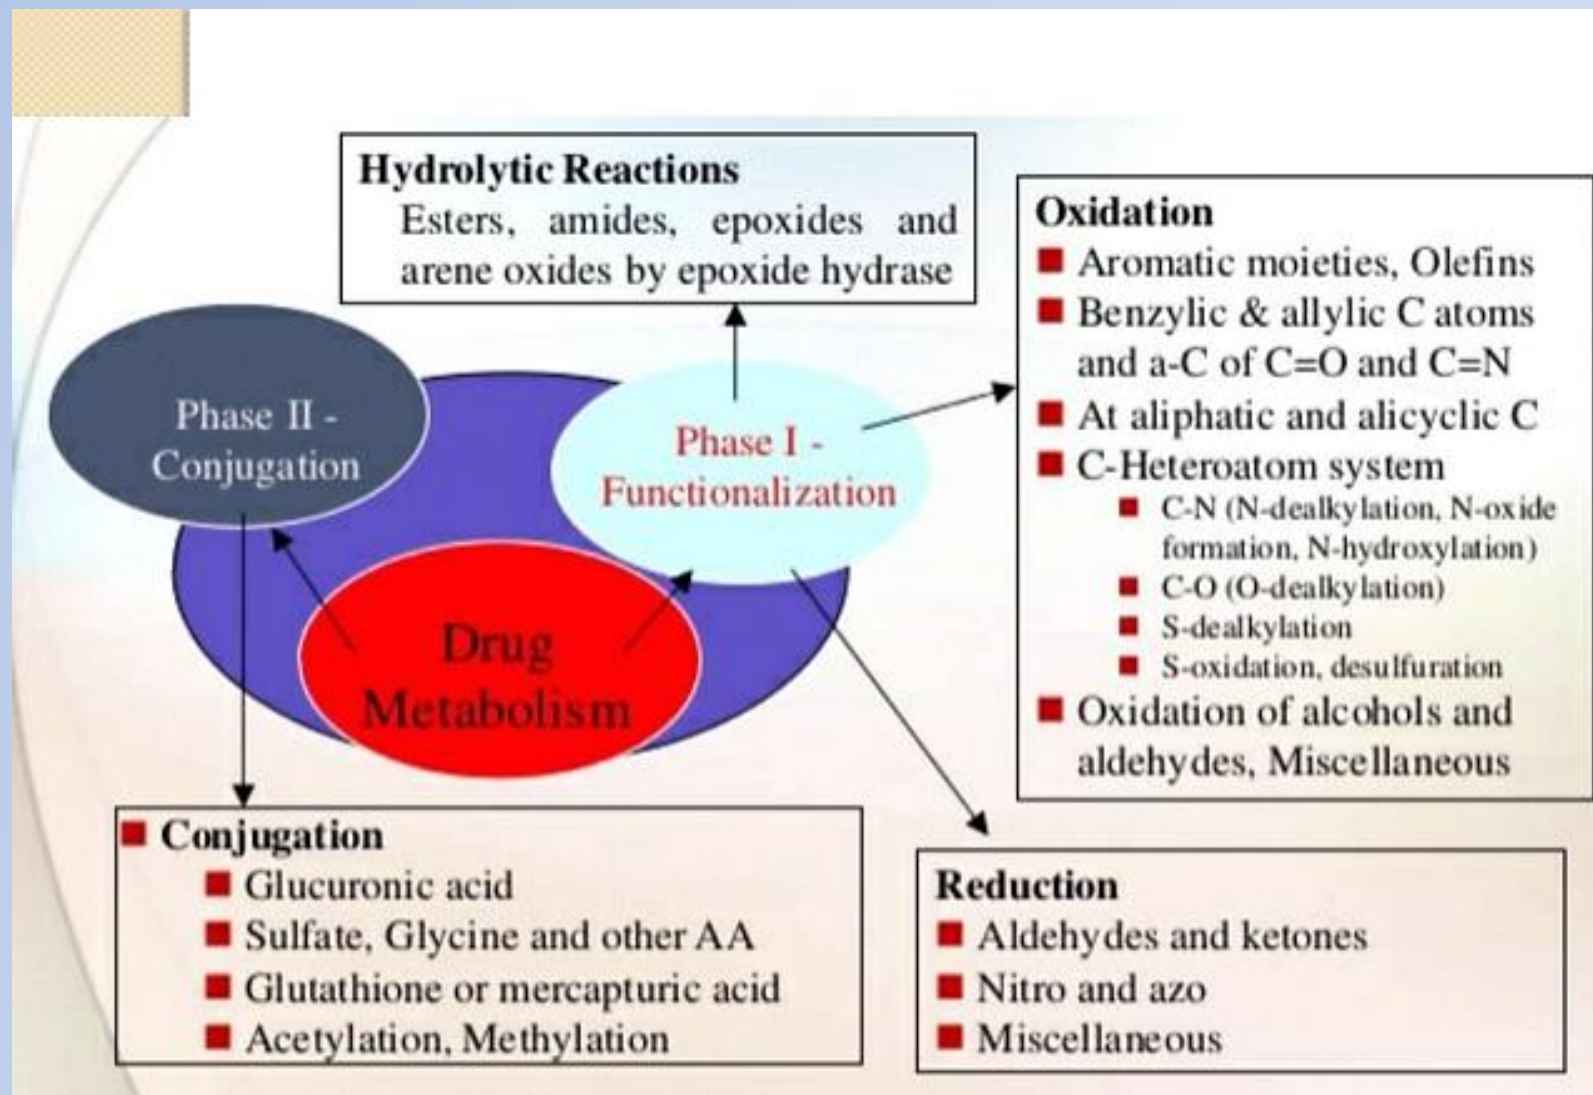 Hydrolytic Reactions
Esters, amides, epoxides and
arene oxides by epoxide hydrase
Oxidation
Aromatic moieties, Olefins
Benzylic & allylic C atoms
and a-C of C=O and C=N
At aliphatic and alicyclic C
C-Heteroatom system
C-N (N-dealkylation, N-oxide
formation, N-hydroxylation)
C-O (O-dealkylation)
S-dealkylation
S-oxidation, desulfuration
Oxidation of alcohols and
aldehydes, Miscellaneous
Phase II -
Conjugation
Phase I -
Functionalization
Drug
Metabolism
Conjugation
Glucuronic acid
Sulfate, Glycine and other AA
Glutathione or mercapturic acid
Acetylation, Methylation
Reduction
Aldehydes and ketones
Nitro and azo
Miscellaneous